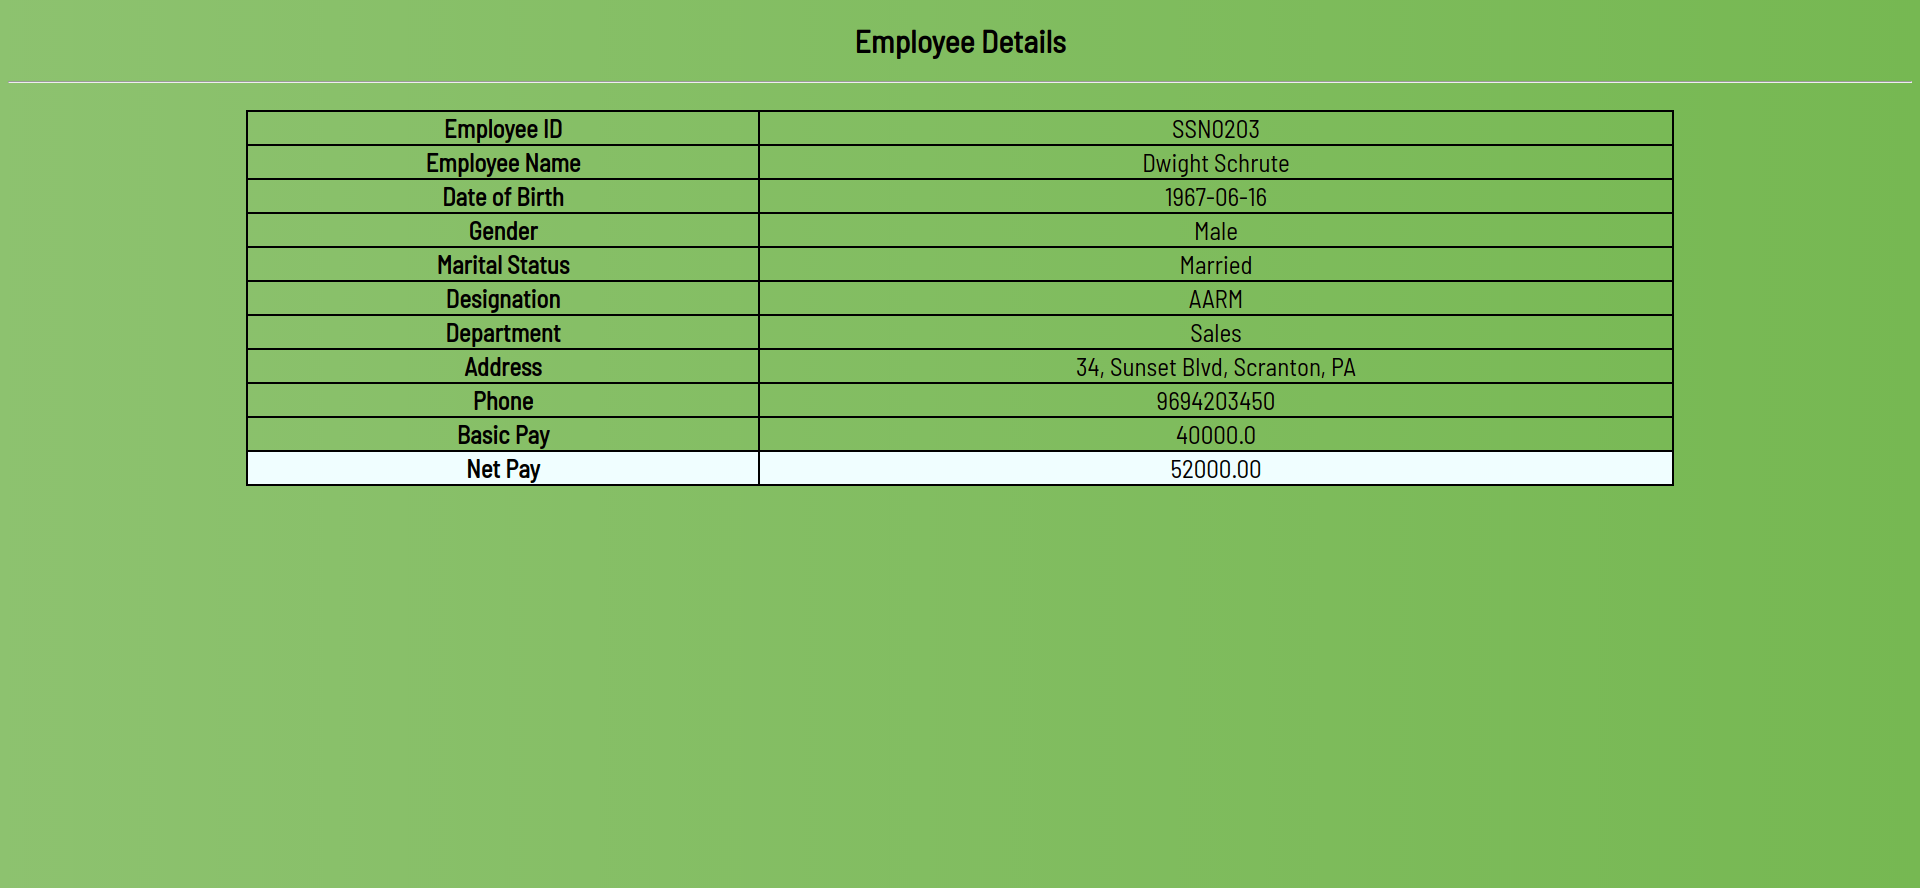 Employee Details
Employee ID SSN0203
Employee Name Dwight Schrute
Date of Birth 1967-06-16
Gender Male
Marital Status Married
Designation AARM
Department Sales
Address 34, Sunset Blvd, Scranton, PA
Phone 9694203450
Basic Pay 40000.0
Net Pay 52000.00